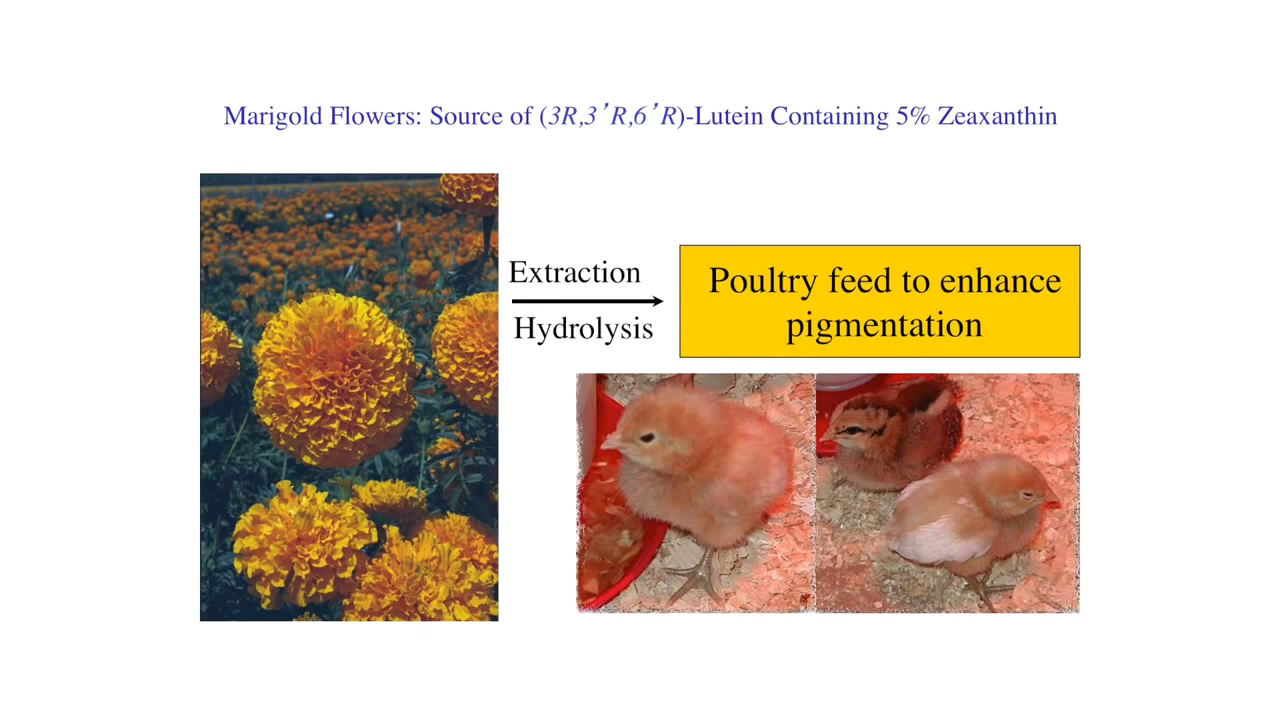 Marigold Flowers: Source of (3R,3’R,6’R)-Lutein Containing 5% Zeaxanthin
Extraction
Hydrolysis
Poultry feed to enhance
pigmentation